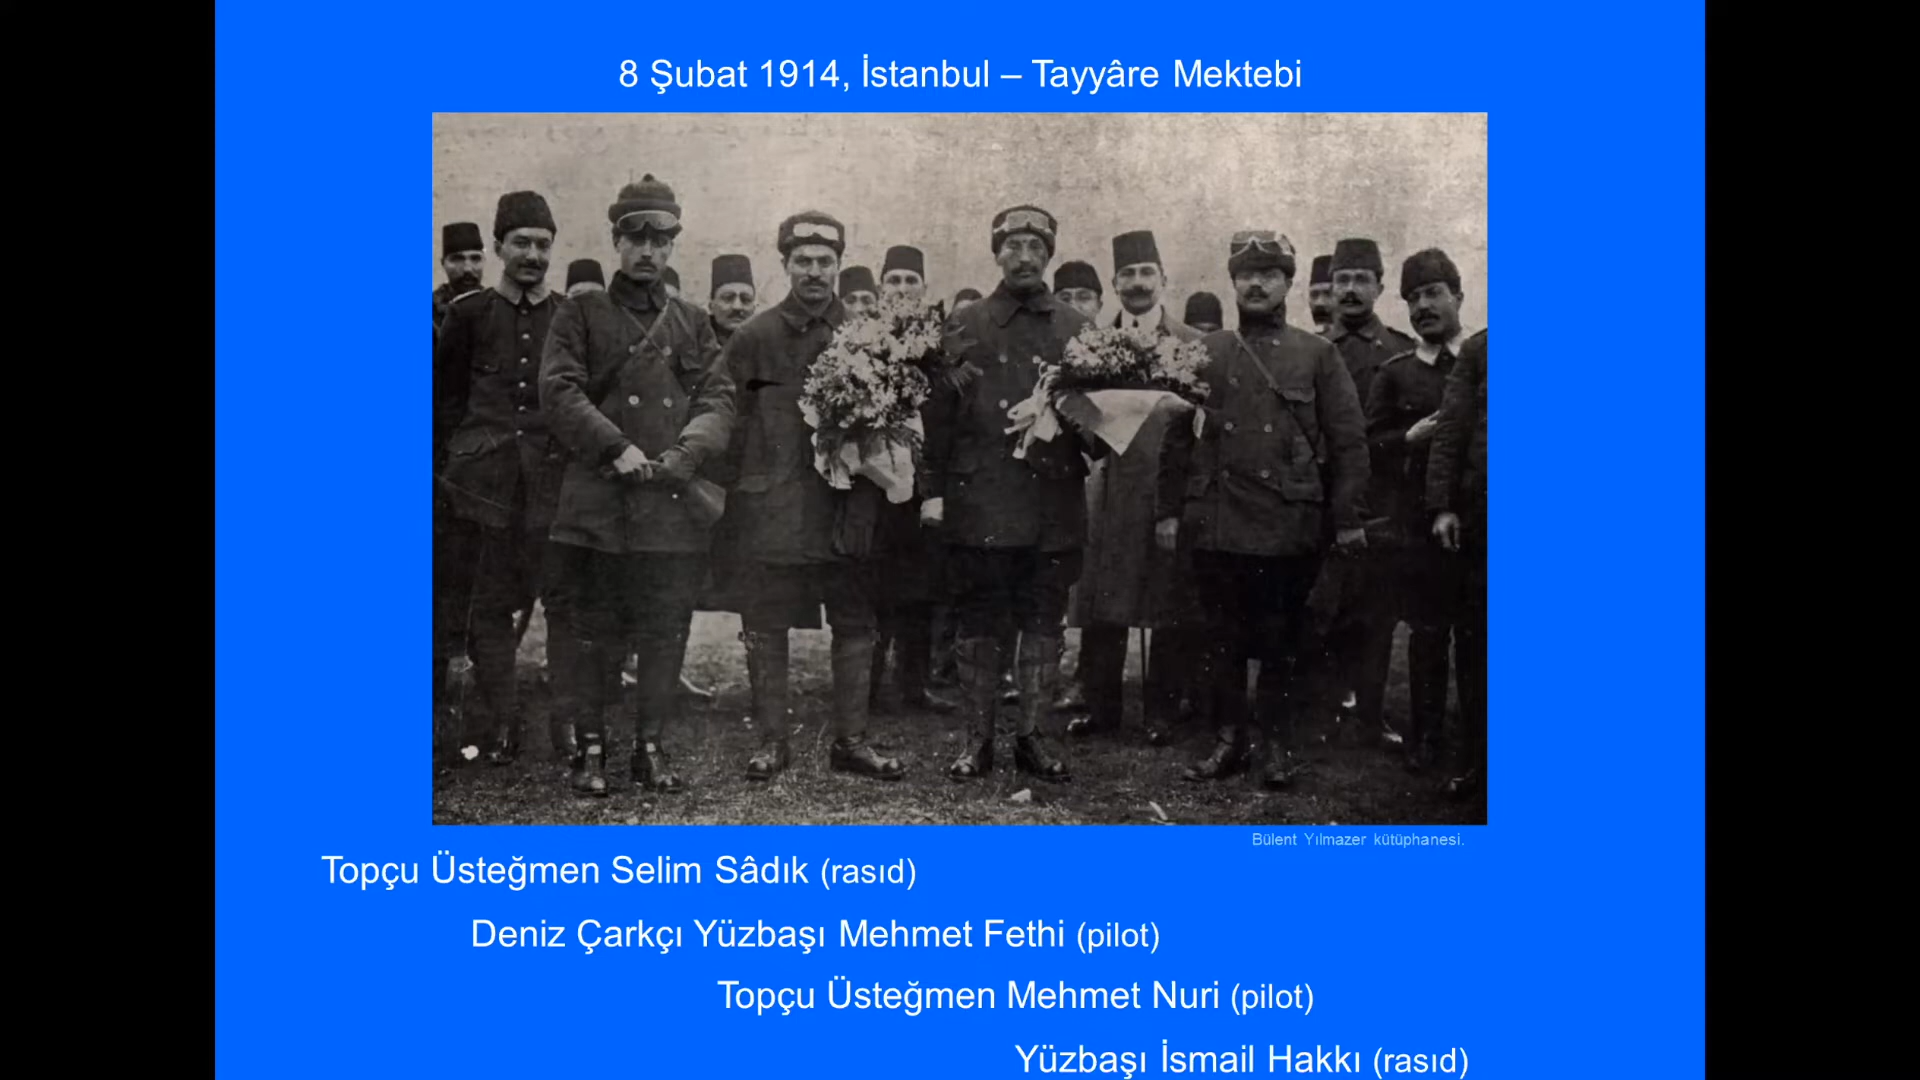 8 Şubat 1914, İstanbul – Tayyâre Mektebi
Bülent Yılmazer kütüphanesi.
Topçu Üsteğmen Selim Sâdık (rasıd)
Deniz Çarkçı Yüzbaşı Mehmet Fethi (pilot)
Topçu Üsteğmen Mehmet Nuri (pilot)
Yüzbaşı İsmail Hakkı (rasıd)